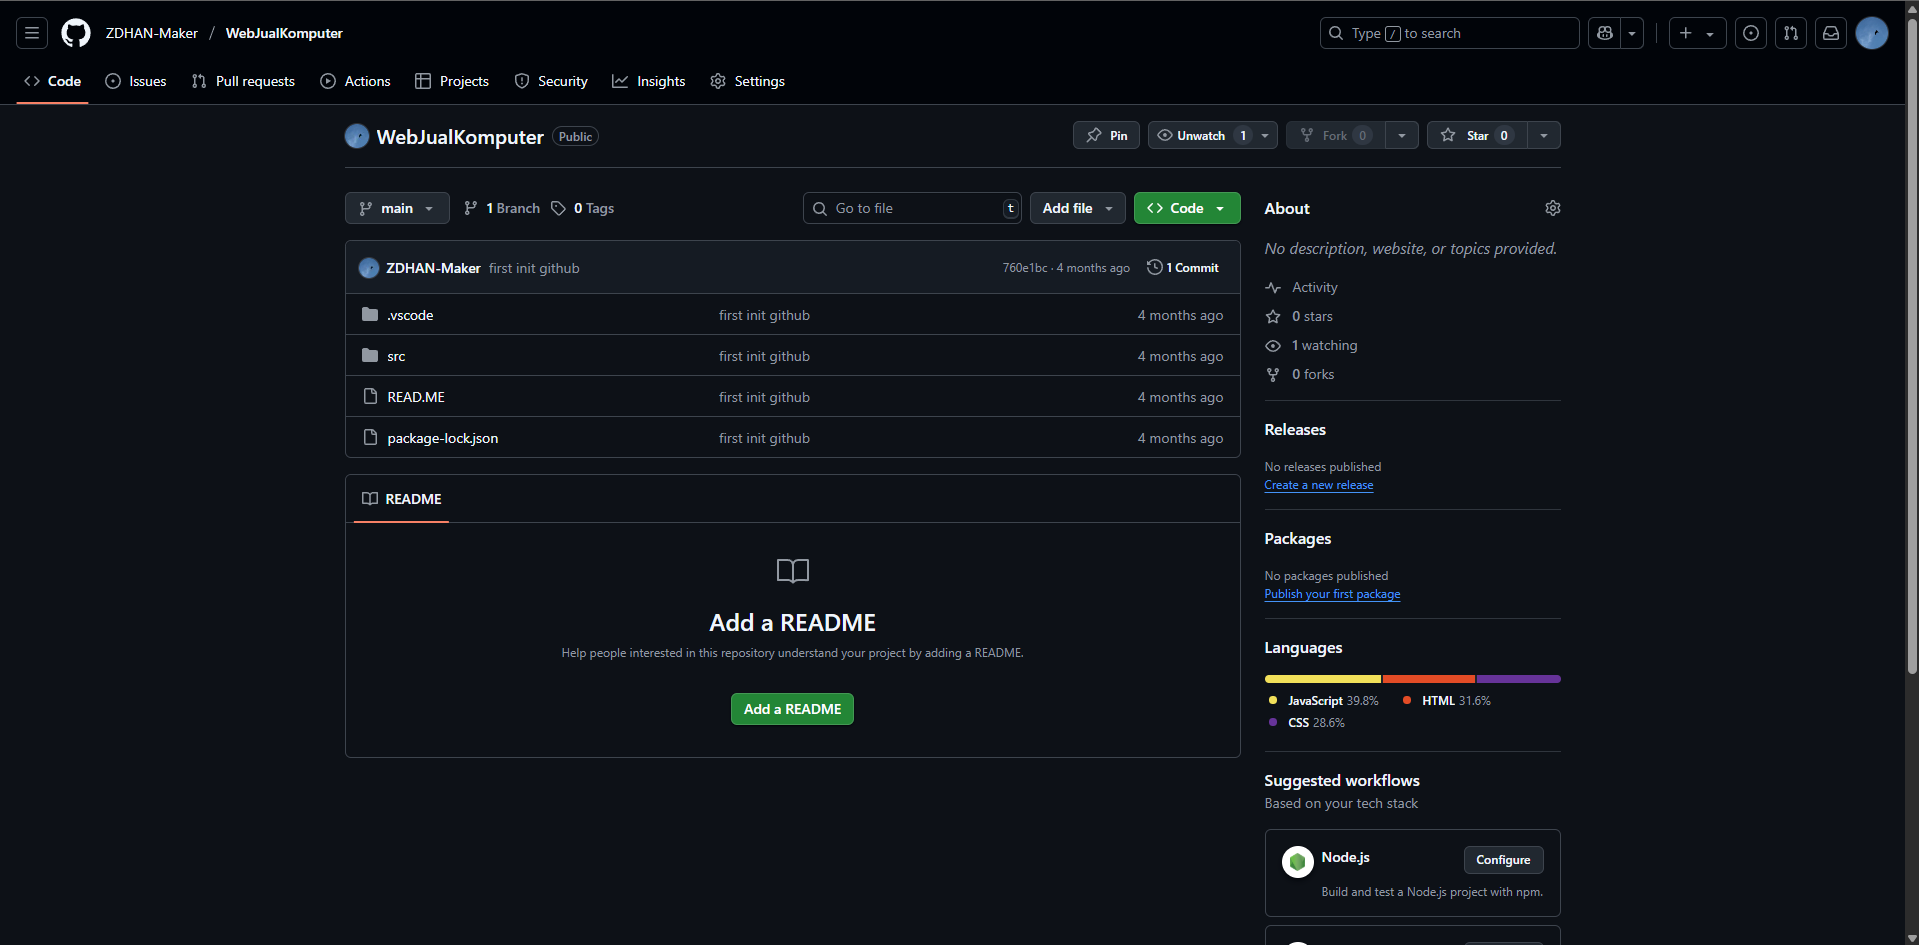 ZDHAN-Maker / WebJualKomputer
Type / to search
Code Issues Pull requests Actions Projects Security Insights Settings
WebJualKomputer Public
Pin Unwatch 1 Fork 0 Star 0
main 1 Branch 0 Tags Go to file t Add file Code
ZDHAN-Maker first init github 760e1bc · 4 months ago 1 Commit
.vscode first init github 4 months ago
src first init github 4 months ago
READ.ME first init github 4 months ago
package-lock.json first init github 4 months ago
README
Add a README
Help people interested in this repository understand your project by adding a README.
Add a README
About
No description, website, or topics provided.
Activity
0 stars
1 watching
0 forks
Releases
No releases published
Create a new release
Packages
No packages published
Publish your first package
Languages
JavaScript 39.8% HTML 31.6%
CSS 28.6%
Suggested workflows
Based on your tech stack
Node.js Configure
Build and test a Node.js project with npm.